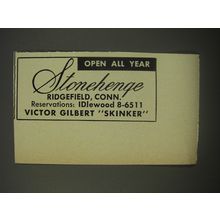 OPEN ALL YEAR
Stonehenge
RIDGEFIELD, CONN.
Reservations: IDlewood 8-6511
VICTOR GILBERT "SKINKER"